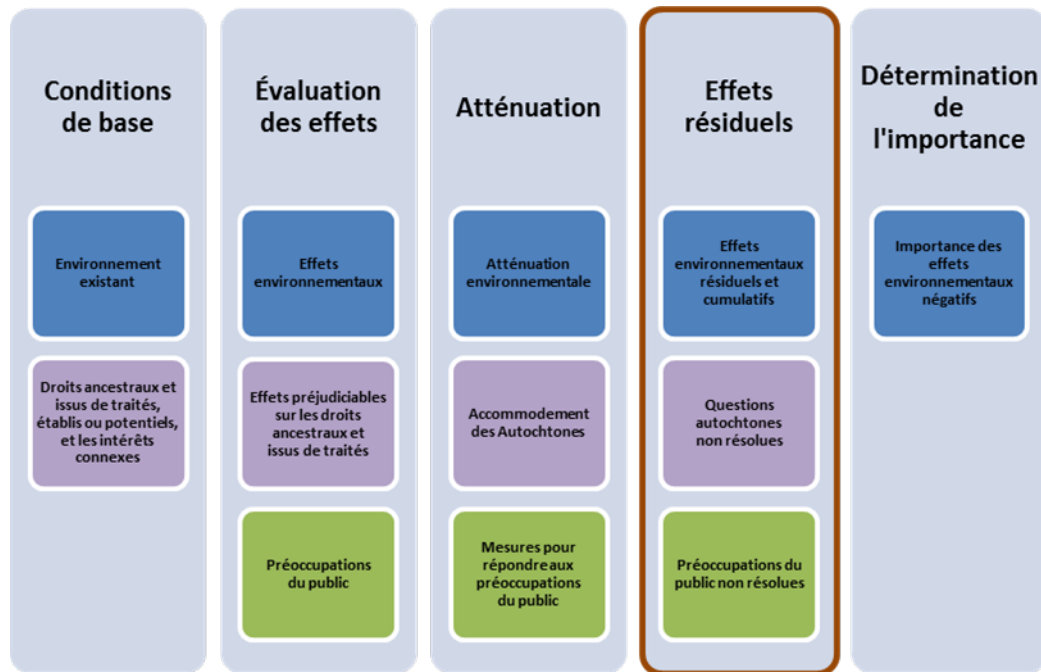 Conditions
de base
Environnement
existant
Droits ancestraux et
issus de traités,
établis ou potentiels,
et les intérêts
connexes
Évaluation
des effets
Effets
environnementaux
Effets préjudiciables
sur les droits
ancestraux et
issus de traités
Préoccupations
du public
Atténuation
Atténuation
environnementale
Accommodement
des Autochtones
Mesures pour
répondre aux
préoccupations
du public
Effets
résiduels
Effets
environnementaux
résiduels et
cumulatifs
Questions
autochtones
non résolues
Préoccupations du
public non résolues
Détermination
de
l'importance
Importance des
effets
environnementaux
négatifs